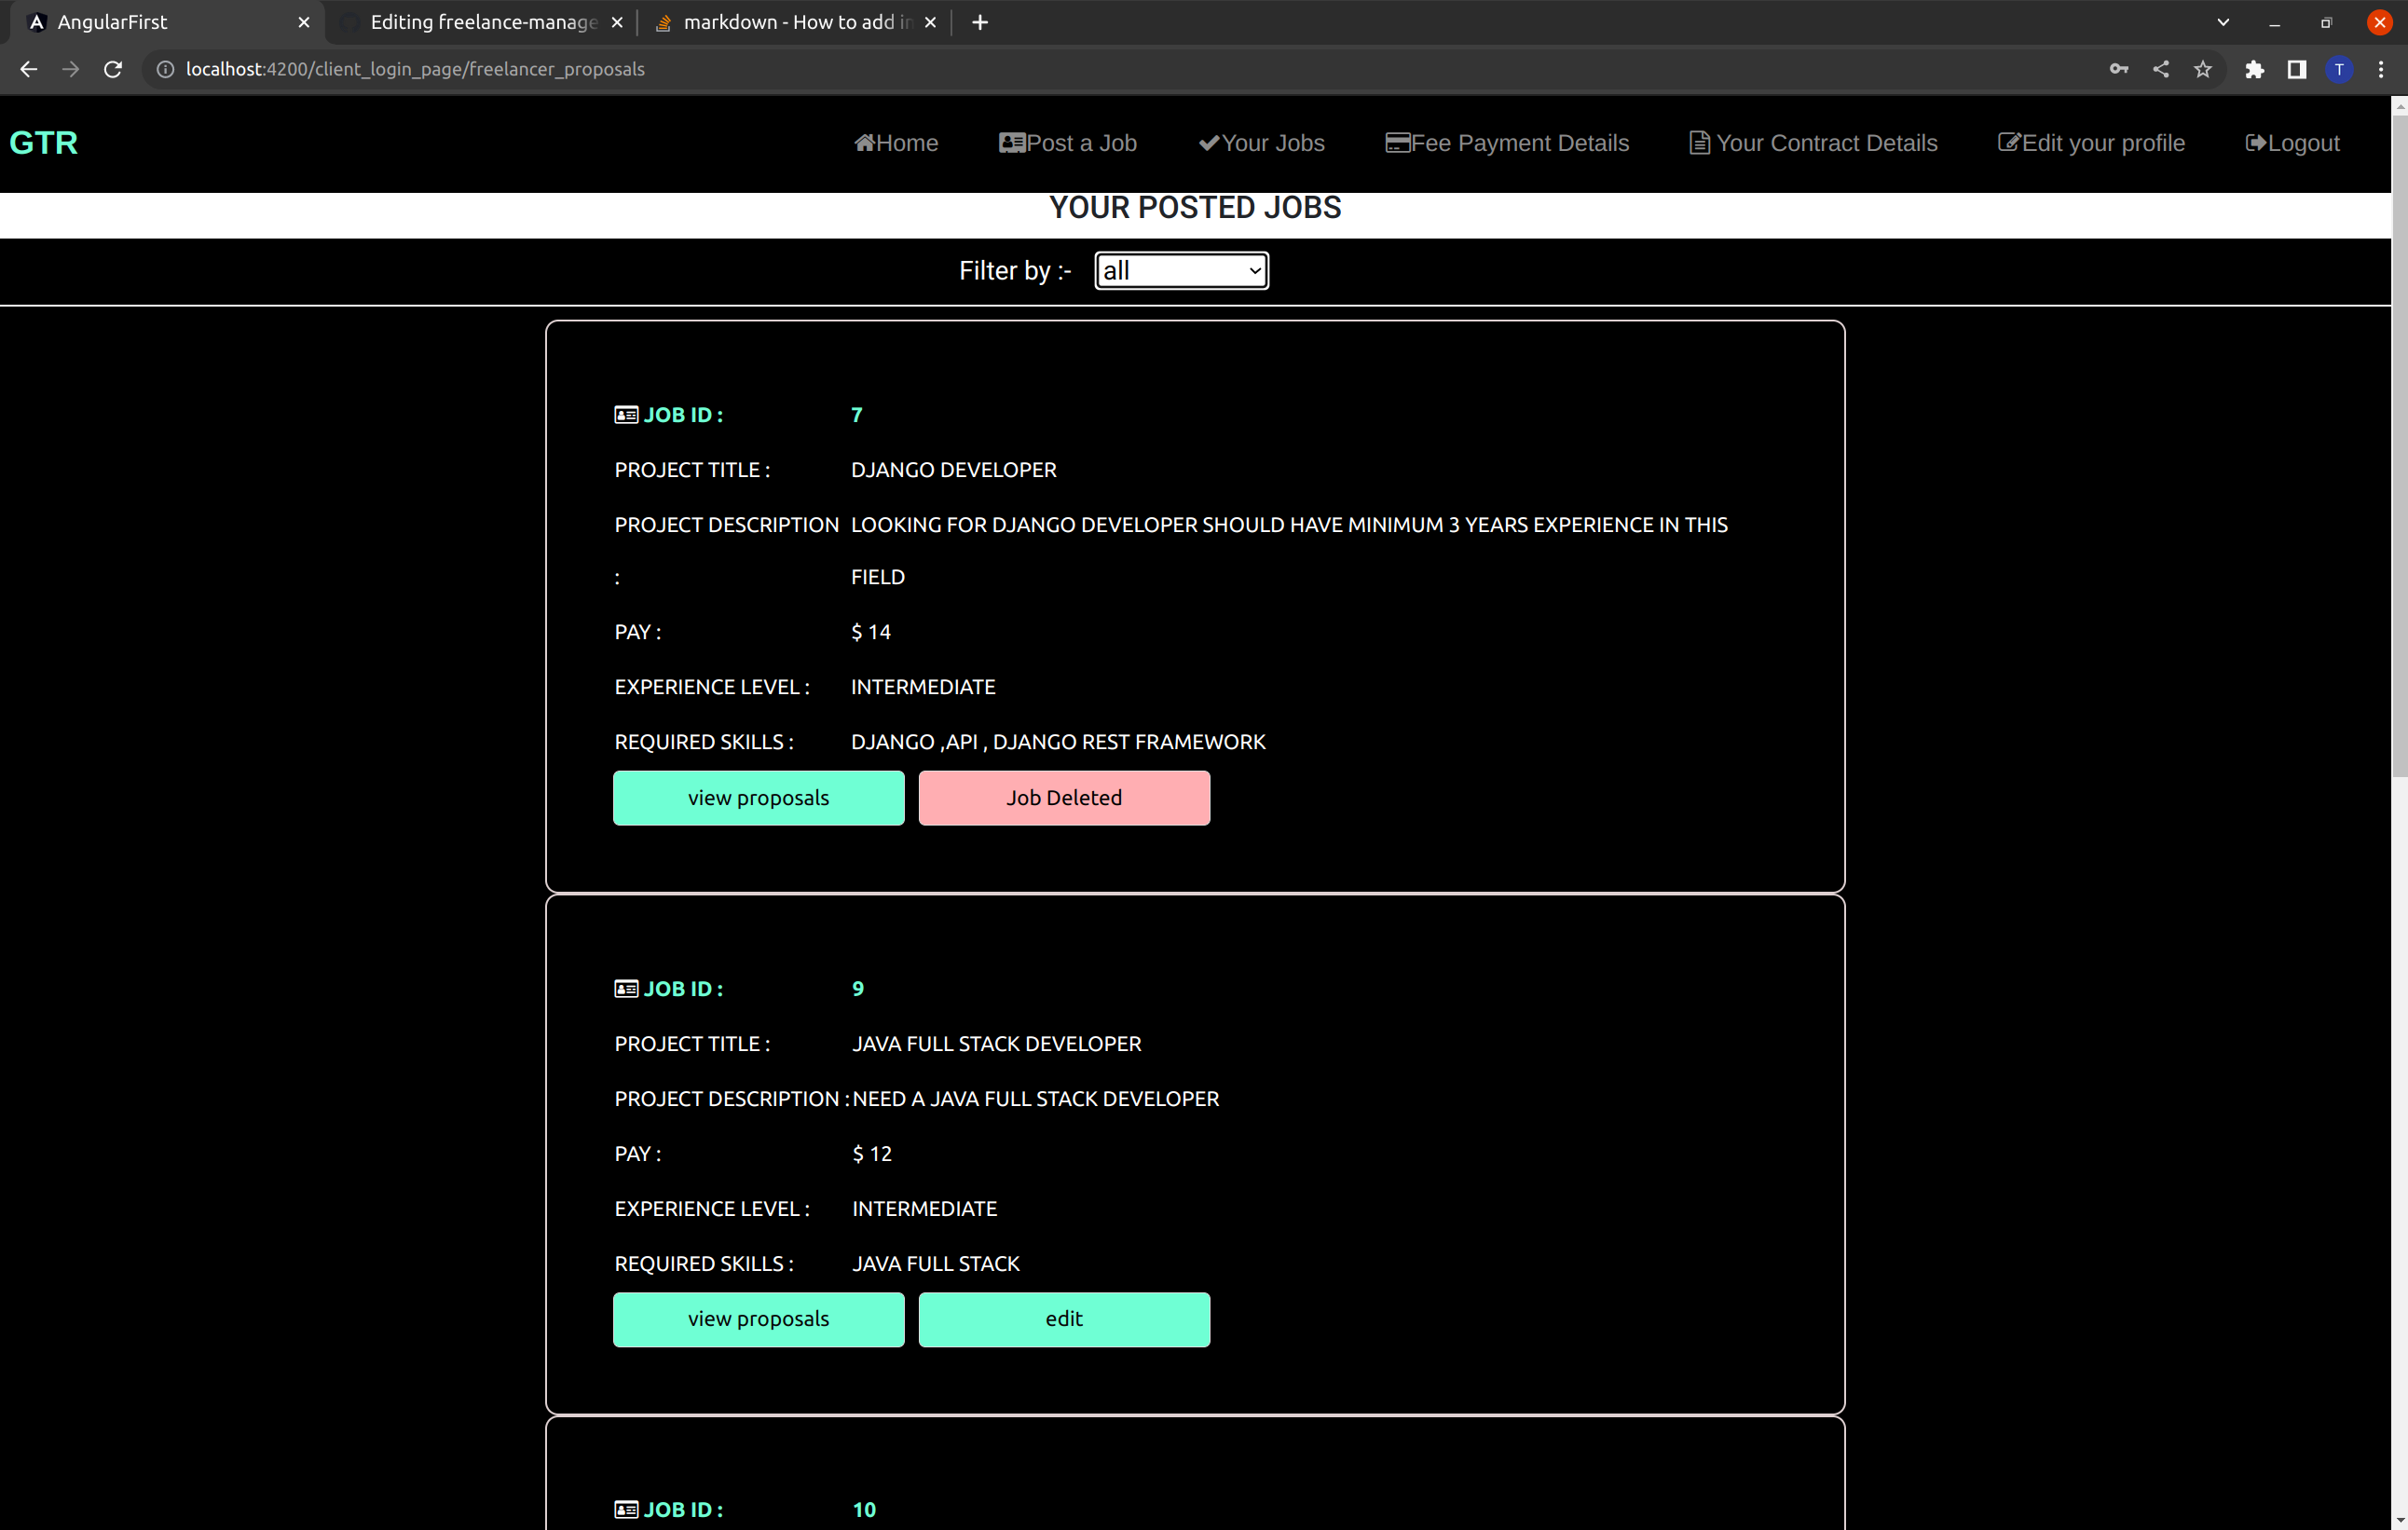 AngularFirst
Editing freelance-manage
markdown - How to add in
localhost:4200/client_login_page/freelancer_proposals
T
GTR
Home
Post a Job
Your Jobs
Fee Payment Details
Your Contract Details
Edit your profile
Logout
YOUR POSTED JOBS
Filter by :- all
JOB ID : 7
PROJECT TITLE : DJANGO DEVELOPER
PROJECT DESCRIPTION LOOKING FOR DJANGO DEVELOPER SHOULD HAVE MINIMUM 3 YEARS EXPERIENCE IN THIS
: FIELD
PAY : $ 14
EXPERIENCE LEVEL : INTERMEDIATE
REQUIRED SKILLS : DJANGO ,API , DJANGO REST FRAMEWORK
view proposals Job Deleted
JOB ID : 9
PROJECT TITLE : JAVA FULL STACK DEVELOPER
PROJECT DESCRIPTION : NEED A JAVA FULL STACK DEVELOPER
PAY : $ 12
EXPERIENCE LEVEL : INTERMEDIATE
REQUIRED SKILLS : JAVA FULL STACK
view proposals edit
JOB ID : 10